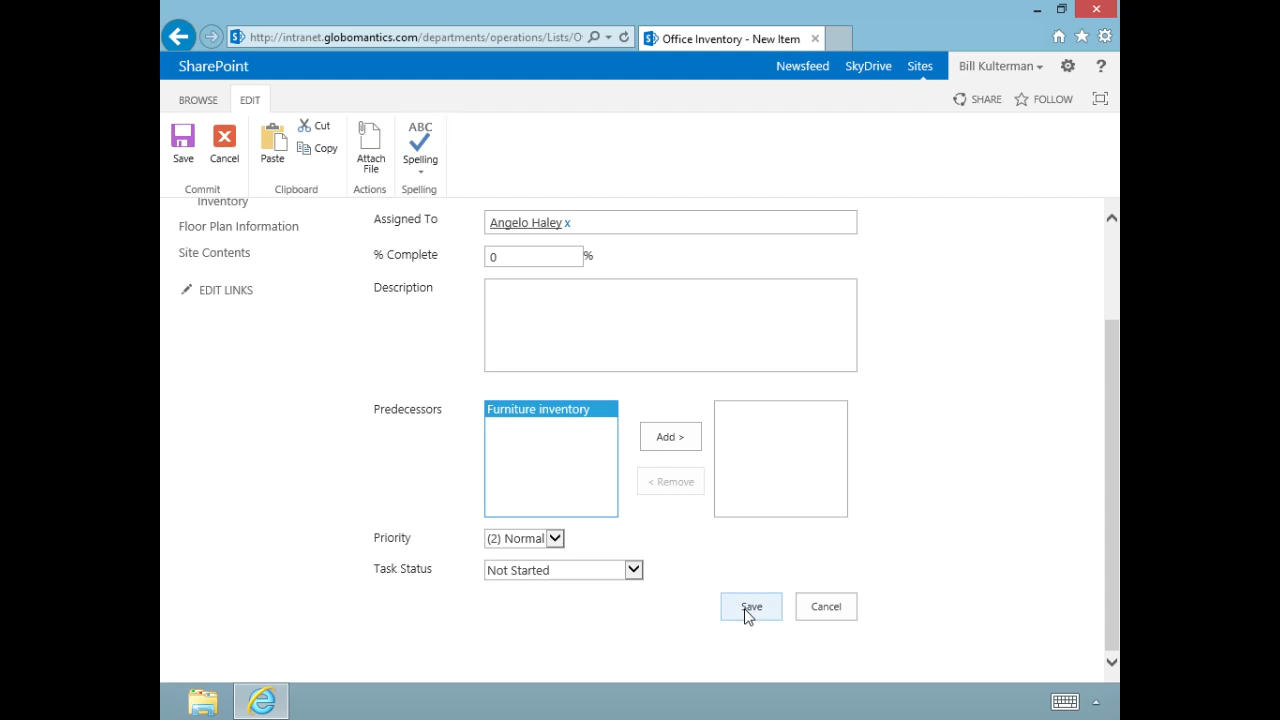 http://intranet.globomantics.com/departments/operations/Lists/O
Office Inventory - New Item
SharePoint
Newsfeed
SkyDrive
Sites
Bill Kulterman
?
BROWSE
EDIT
SHARE
FOLLOW
Save
Cancel
Paste
Cut
Copy
Attach File
ABC
Spelling
Commit
Clipboard
Actions
Spelling
Inventory
Floor Plan Information
Site Contents
EDIT LINKS
Assigned To
Angelo Haley x
% Complete
0
%
Description
Predecessors
Furniture inventory
Add >
< Remove
Priority
(2) Normal
Task Status
Not Started
Save
Cancel